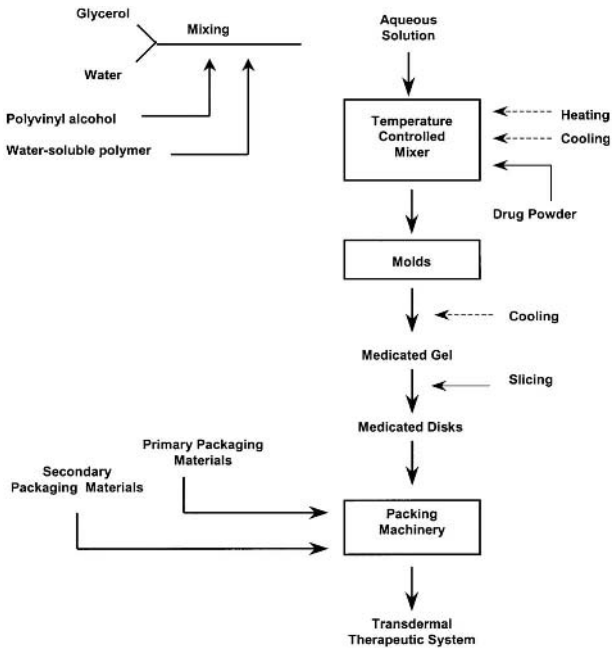 Glycerol
Mixing
Water
Polyvinyl alcohol
Water-soluble polymer
Aqueous
Solution
Temperature
Controlled
Mixer
Heating
Cooling
Drug Powder
Molds
Cooling
Medicated Gel
Slicing
Medicated Disks
Primary Packaging
Materials
Secondary
Packaging Materials
Packing
Machinery
Transdermal
Therapeutic System